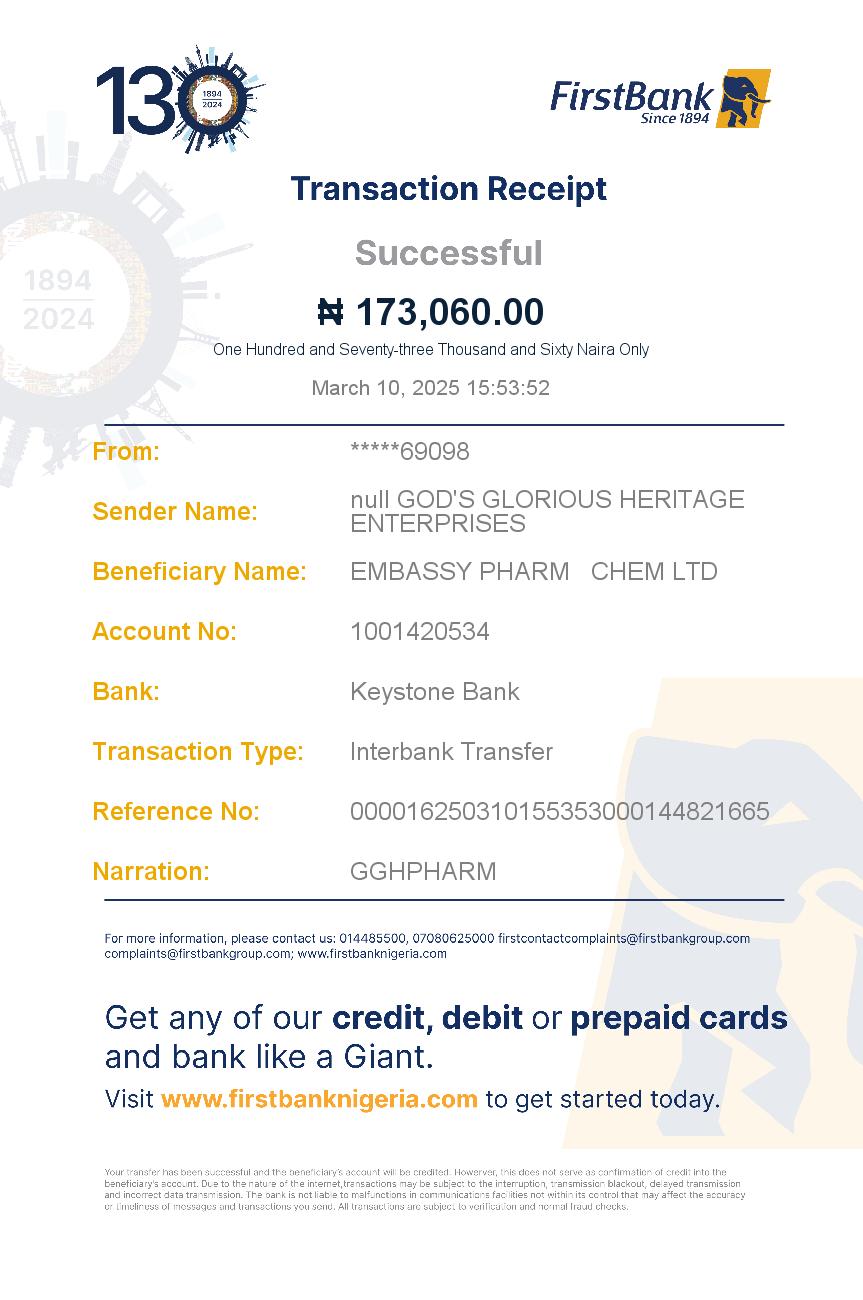 130
1894
2024
FirstBank
Since 1894
Transaction Receipt
Successful
1894
2024
₦ 173,060.00
One Hundred and Seventy-three Thousand and Sixty Naira Only
March 10, 2025 15:53:52
From: *****69098
Sender Name: null GOD'S GLORIOUS HERITAGE
ENTERPRISES
Beneficiary Name: EMBASSY PHARM   CHEM LTD
Account No: 1001420534
Bank: Keystone Bank
Transaction Type: Interbank Transfer
Reference No: 000016250310155353000144821665
Narration: GGHPHARM
For more information, please contact us: 014485500, 07080625000 firstcontactcomplaints@firstbankgroup.com
complaints@firstbankgroup.com; www.firstbanknigeria.com
Get any of our credit, debit or prepaid cards
and bank like a Giant.
Visit www.firstbanknigeria.com to get started today.
Your transfer has been successful and the beneficiary's account will be credited. However, this does not serve as confirmation of credit into the
beneficiary's account. Due to the nature of the internet,transactions may be subject to the interruption, transmission blackout, delayed transmission
and incorrect data transmission. The bank is not liable to malfunctions in communications facilities not within its control that may affect the accuracy
or timeliness of messages and transactions you send. All transactions are subject to verification and normal fraud checks.